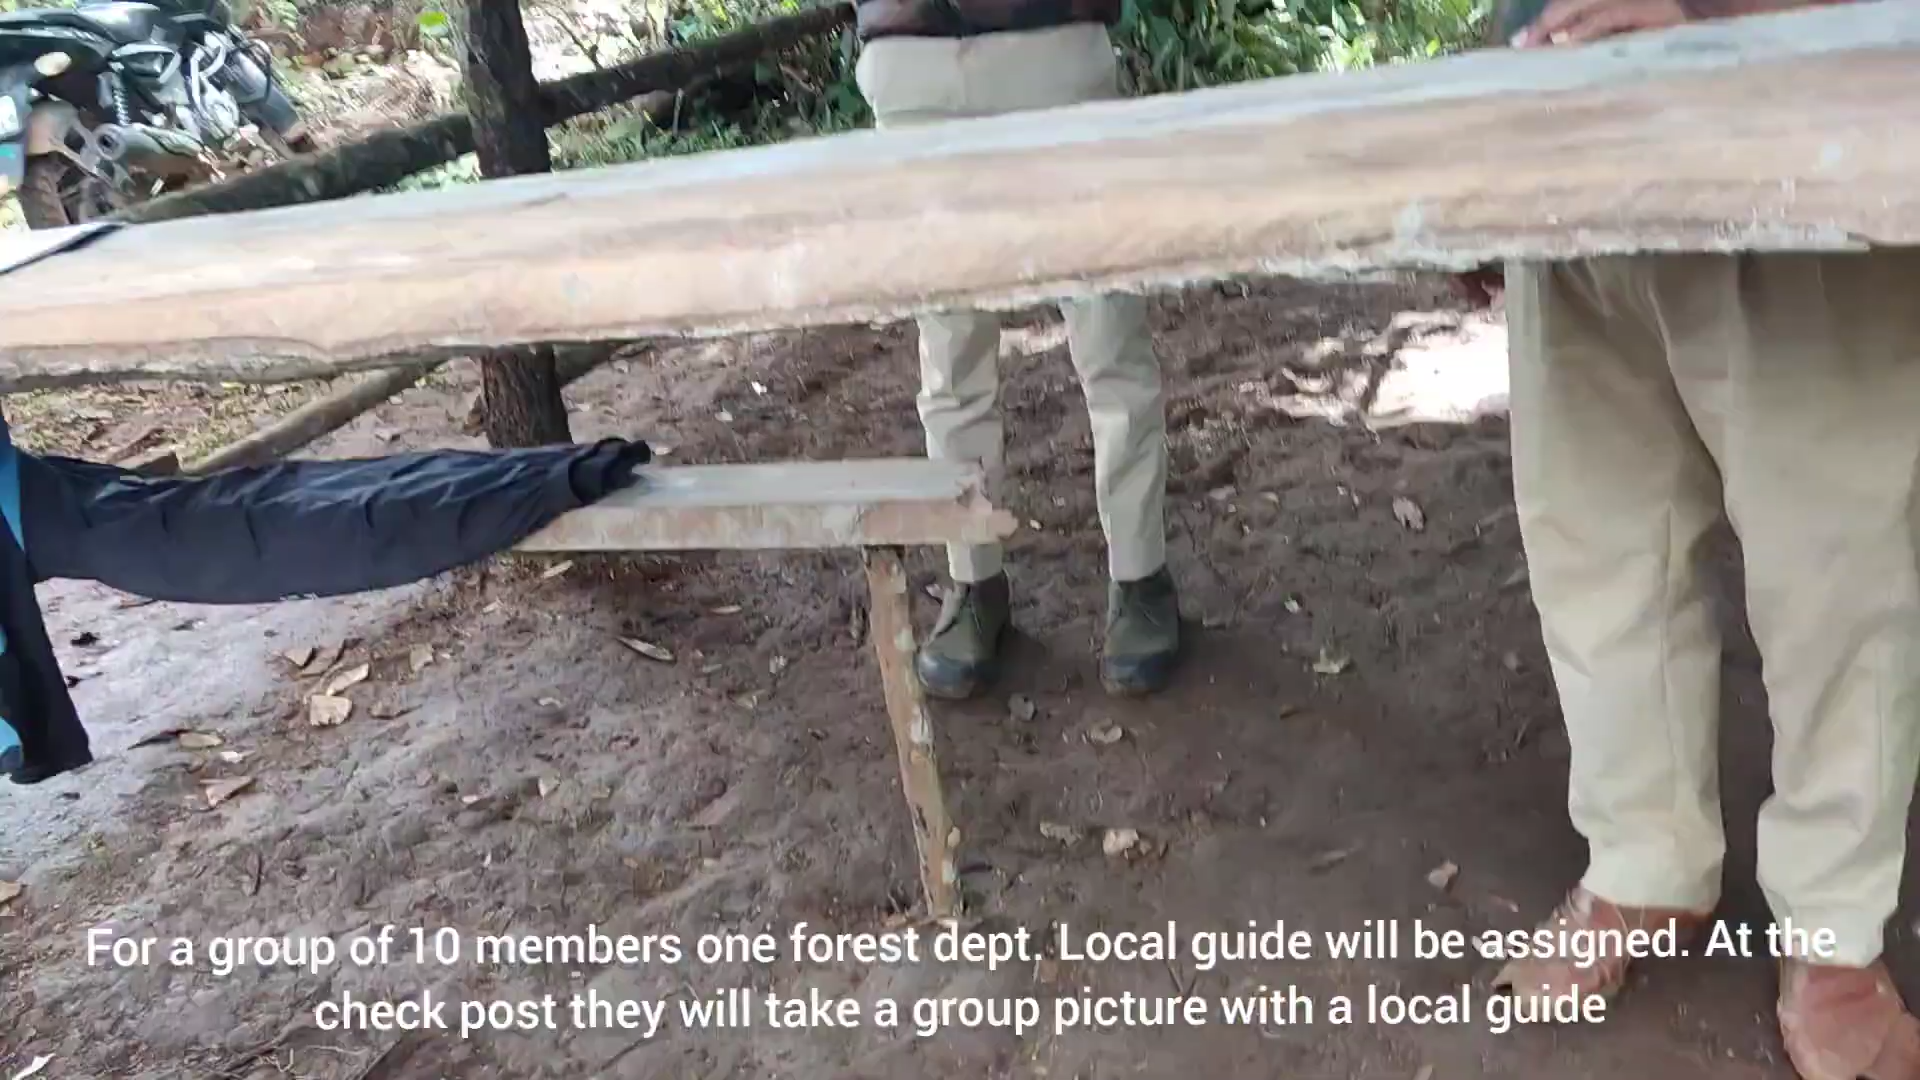 For a group of 10 members one forest dept. Local guide will be assigned. At the
check post they will take a group picture with a local guide